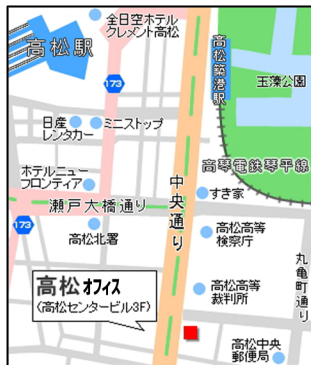 全日空ホテル
クレメント高松
高松駅
高松築港駅
玉藻公園
173
日産
レンタカー
ミニストップ
高琴電鉄琴平線
ホテルニュー
フロンティア
中央通り
すき家
瀬戸大橋通り
173
高松北署
高松高等
検察庁
丸亀町通り
高松オフィス
(高松センタービル3F)
高松高等
裁判所
高松中央
郵便局